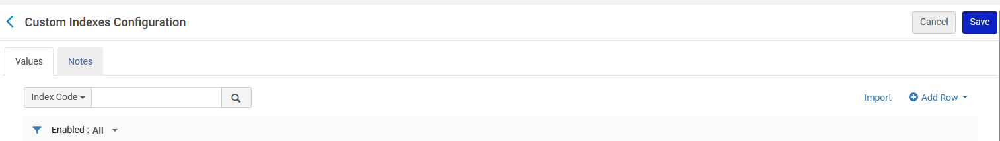 Custom Indexes Configuration
Cancel
Save
Values
Notes
Index Code
Import
Add Row
Enabled : All